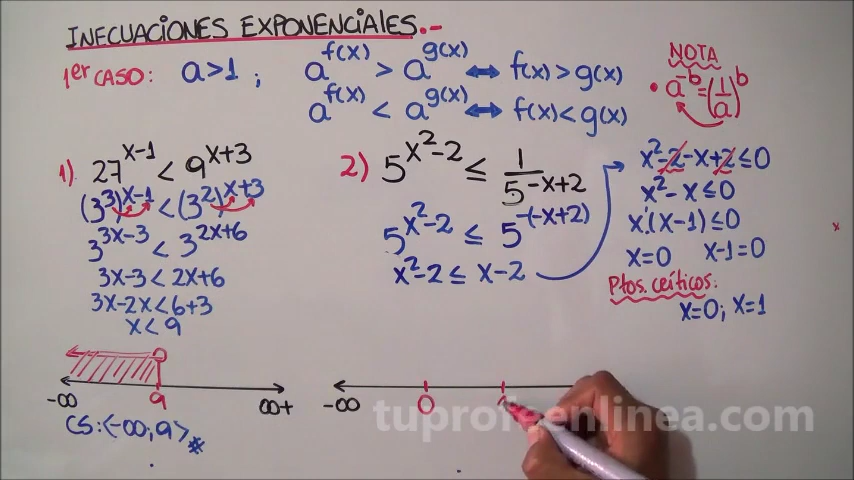 INECUACIONES EXPONENCIALES.-
1er CASO: a>1 ; a^f(x) > a^g(x) ⇔ f(x) > g(x)
a^f(x) < a^g(x) ⇔ f(x) < g(x)
NOTA
• a^-b = (1/a)^b
1) 27^x-1 < 9^x+3
(3^3)^x-1 < (3^2)^x+3
3^3x-3 < 3^2x+6
3x-3 < 2x+6
3x-2x < 6+3
x < 9
-∞ 9 ∞+
CS: <-∞; 9> *
2) 5^x²-2 ≤ 1/5^-x+2
5^x²-2 ≤ 5^-(-x+2)
x²-2 ≤ x-2
x²-2-x+2 ≤ 0
x²-x ≤ 0
x(x-1) ≤ 0
x=0 x-1=0
Ptos. críticos:
x=0; x=1
-∞ 0
tuprofenlinea.com